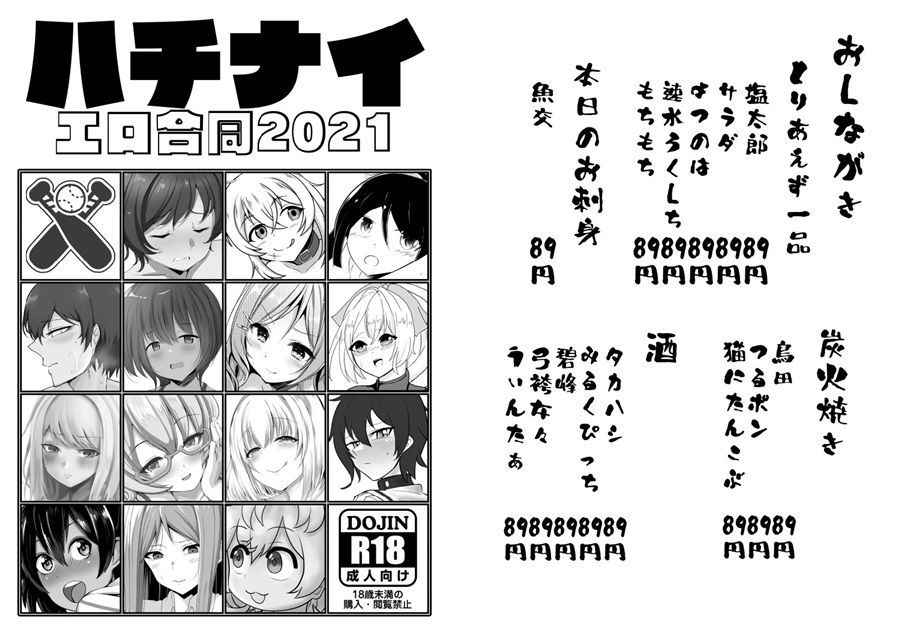 ハチナイ
エロ合同2021
DOJIN
R18
成人向け
18歳未満の
購入・閲覧禁止
おしながき
とりあえず一品
塩太郎 89円
サラダ 89円
よつのは 89円
速水ろくしち 89円
もちもち 89円
本日のお刺身
魚交 89円
炭火焼き
鳥田 89円
つるポン 89円
猫にたんこぶ 89円
酒
タカハシ 89円
みるくぴっち 89円
碧峰 89円
弓袴な々 89円
うぃんたぁ 89円